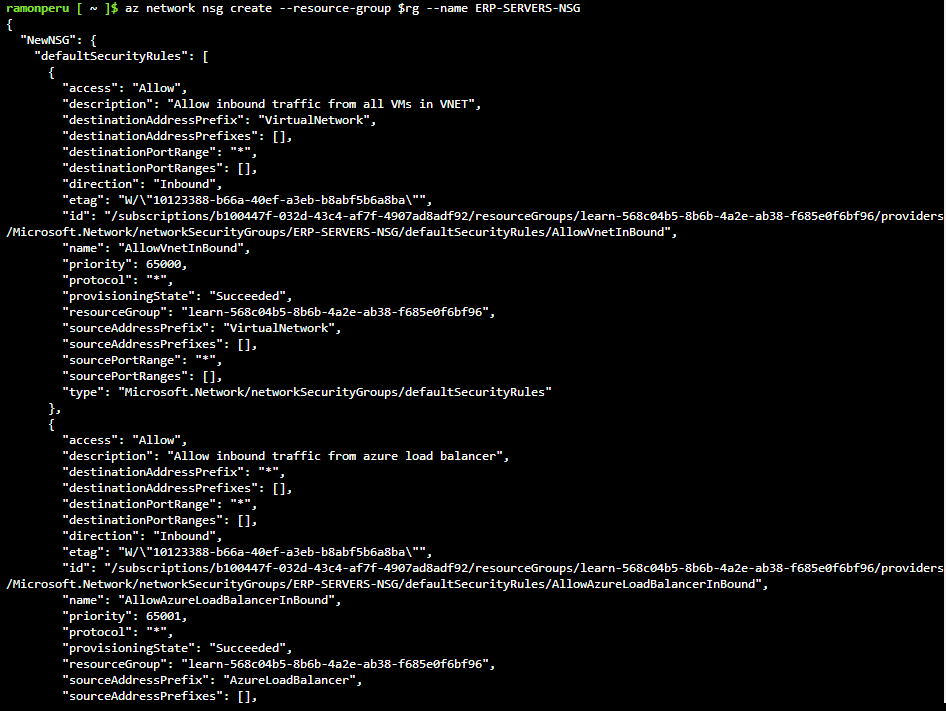 ramonperu [ ~ ]$ az network nsg create --resource-group $rg --name ERP-SERVERS-NSG
{
  "NewNSG": {
    "defaultSecurityRules": [
      {
        "access": "Allow",
        "description": "Allow inbound traffic from all VMs in VNET",
        "destinationAddressPrefix": "VirtualNetwork",
        "destinationAddressPrefixes": [],
        "destinationPortRange": "*",
        "destinationPortRanges": [],
        "direction": "Inbound",
        "etag": "W/\"10123388-b66a-40ef-a3eb-b8abf5b6a8ba\"",
        "id": "/subscriptions/b100447f-032d-43c4-af7f-4907ad8adf92/resourceGroups/learn-568c04b5-8b6b-4a2e-ab38-f685e0f6bf96/providers
/Microsoft.Network/networkSecurityGroups/ERP-SERVERS-NSG/defaultSecurityRules/AllowVnetInBound",
        "name": "AllowVnetInBound",
        "priority": 65000,
        "protocol": "*",
        "provisioningState": "Succeeded",
        "resourceGroup": "learn-568c04b5-8b6b-4a2e-ab38-f685e0f6bf96",
        "sourceAddressPrefix": "VirtualNetwork",
        "sourceAddressPrefixes": [],
        "sourcePortRange": "*",
        "sourcePortRanges": [],
        "type": "Microsoft.Network/networkSecurityGroups/defaultSecurityRules"
      },
      {
        "access": "Allow",
        "description": "Allow inbound traffic from azure load balancer",
        "destinationAddressPrefix": "*",
        "destinationAddressPrefixes": [],
        "destinationPortRange": "*",
        "destinationPortRanges": [],
        "direction": "Inbound",
        "etag": "W/\"10123388-b66a-40ef-a3eb-b8abf5b6a8ba\"",
        "id": "/subscriptions/b100447f-032d-43c4-af7f-4907ad8adf92/resourceGroups/learn-568c04b5-8b6b-4a2e-ab38-f685e0f6bf96/providers
/Microsoft.Network/networkSecurityGroups/ERP-SERVERS-NSG/defaultSecurityRules/AllowAzureLoadBalancerInBound",
        "name": "AllowAzureLoadBalancerInBound",
        "priority": 65001,
        "protocol": "*",
        "provisioningState": "Succeeded",
        "resourceGroup": "learn-568c04b5-8b6b-4a2e-ab38-f685e0f6bf96",
        "sourceAddressPrefix": "AzureLoadBalancer",
        "sourceAddressPrefixes": [],